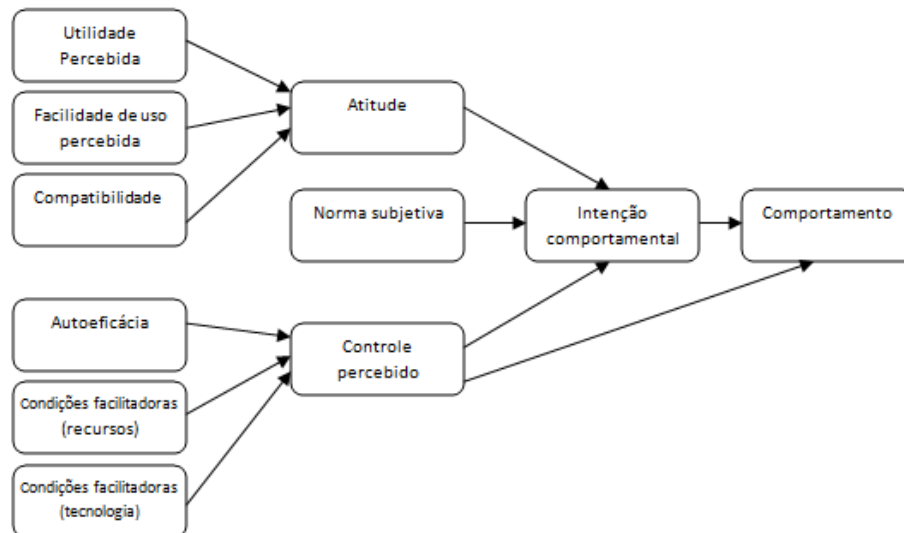 Utilidade
Percebida
Facilidade de uso
percebida
Compatibilidade
Atitude
Norma subjetiva
Intenção
comportamental
Comportamento
Autoeficácia
Condições facilitadoras
(recursos)
Condições facilitadoras
(tecnologia)
Controle
percebido